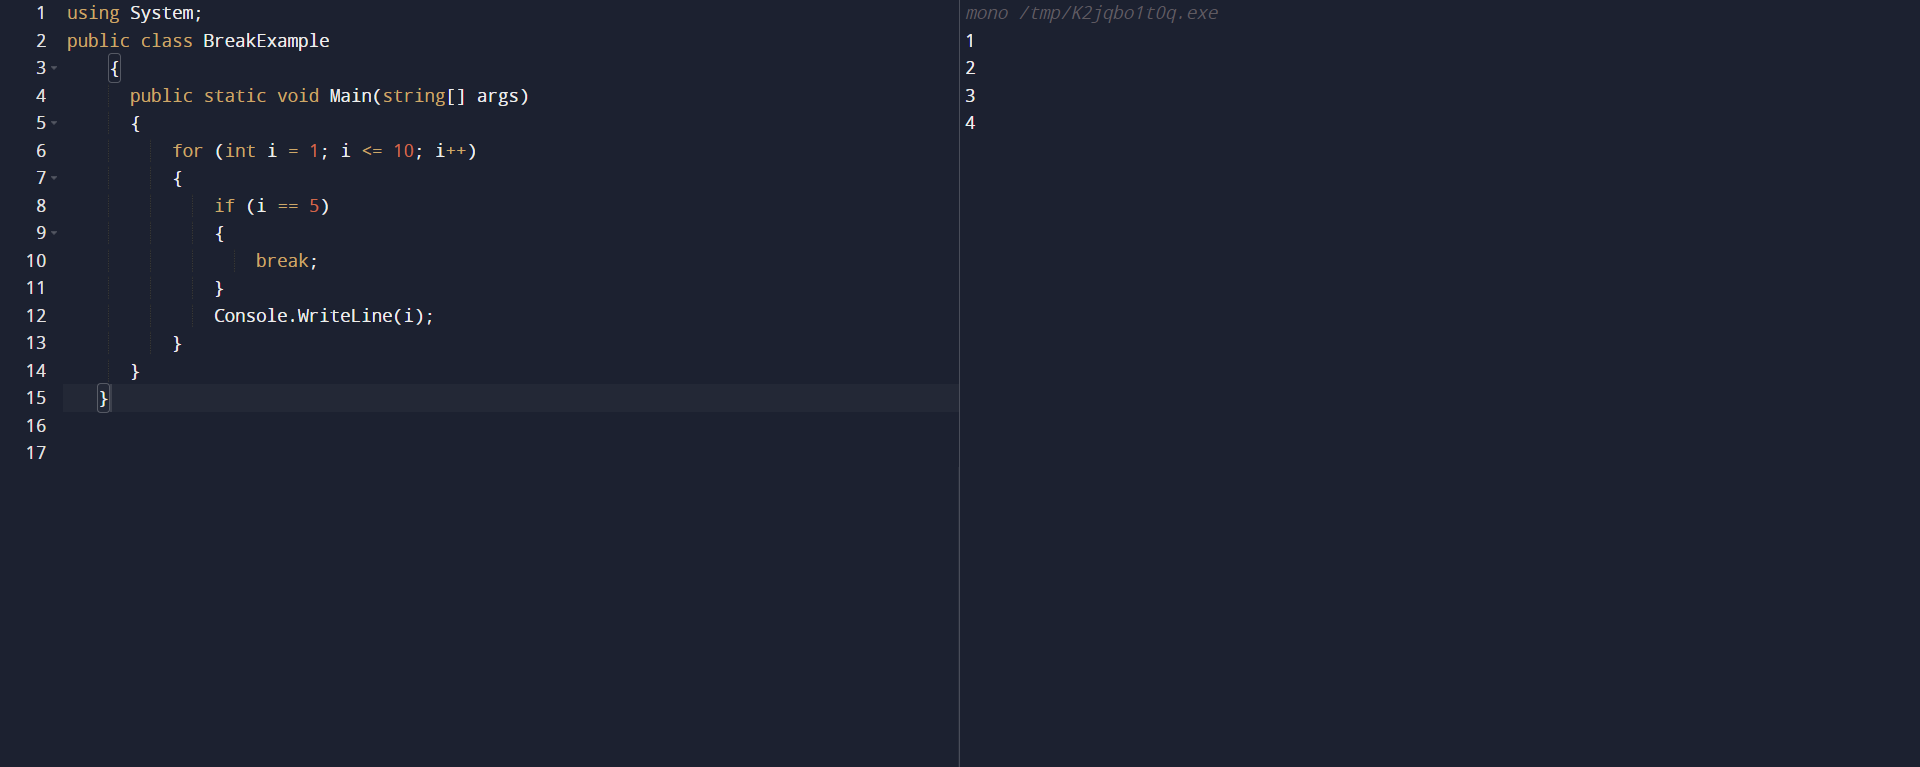 1 using System;
2 public class BreakExample
3 {
4 public static void Main(string[] args)
5 {
6 for (int i = 1; i <= 10; i++)
7 {
8 if (i == 5)
9 {
10 break;
11 }
12 Console.WriteLine(i);
13 }
14 }
15 }
16
17
mono /tmp/K2jqbo1tOq.exe
1
2
3
4